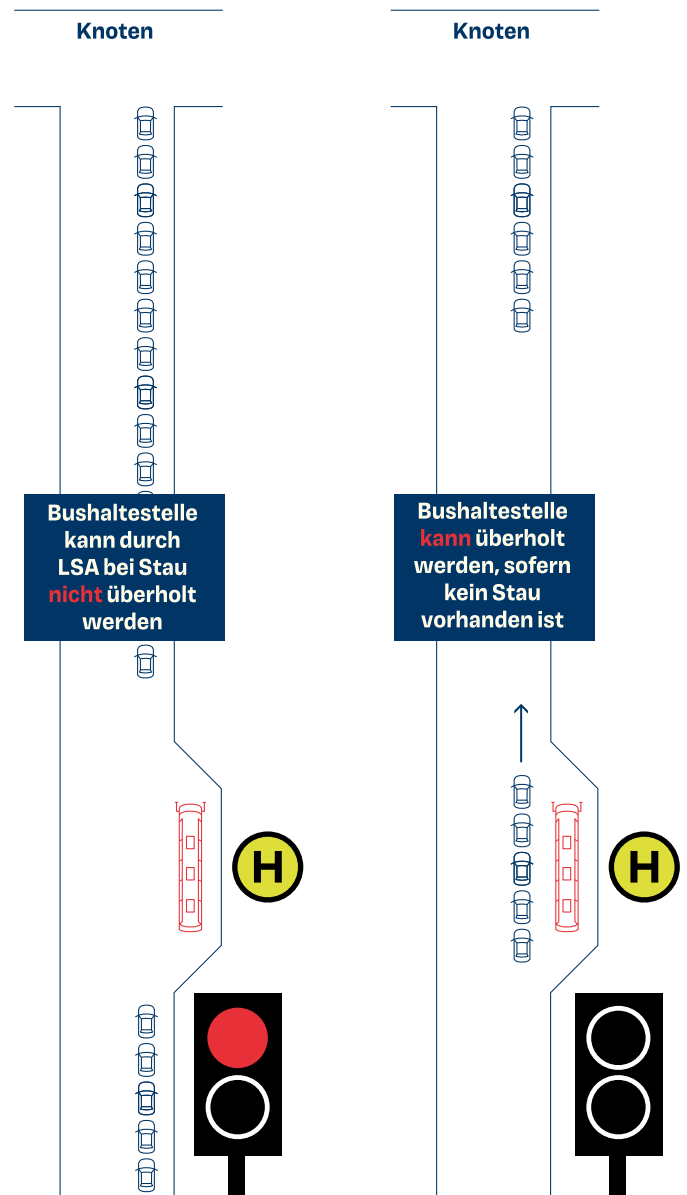 Knoten
Bushaltestelle
kann durch
LSA bei Stau
nicht überholt
werden
H
Knoten
Bushaltestelle
kann überholt
werden, sofern
kein Stau
vorhanden ist
H